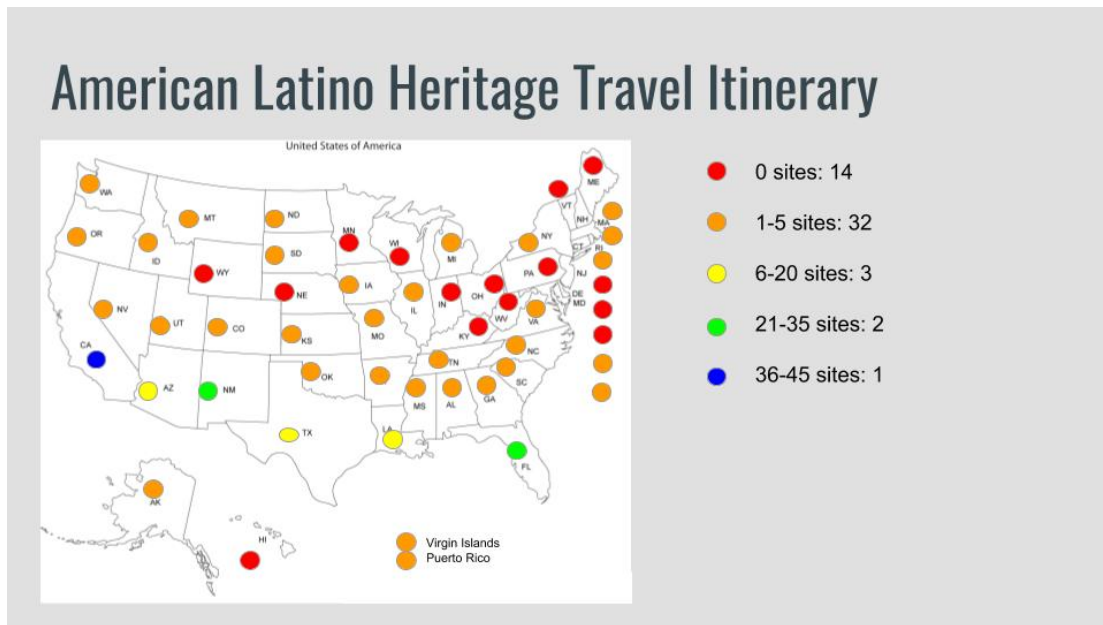 American Latino Heritage Travel Itinerary
United States of America
WA
MT
ND
MN
ME
VT
NH
MA
OR
ID
SD
WI
MI
NY
CT
RI
WY
IA
PA
NJ
NE
IL
IN
OH
DE
MD
NV
UT
CO
KS
MO
KY
WV
VA
CA
AZ
NM
OK
TN
NC
SC
MS
AL
GA
TX
LA
FL
AK
HI
Virgin Islands
Puerto Rico
0 sites: 14
1-5 sites: 32
6-20 sites: 3
21-35 sites: 2
36-45 sites: 1